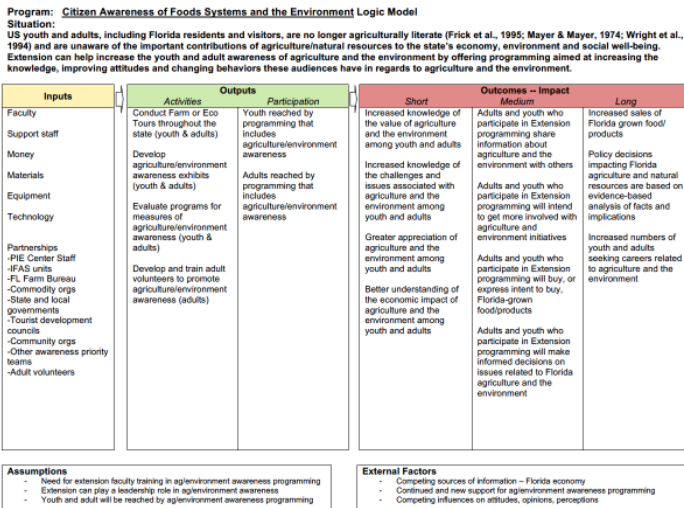 Program: Citizen Awareness of Foods Systems and the Environment Logic Model
Situation:
US youth and adults, including Florida residents and visitors, are no longer agriculturally literate (Frick et al., 1995; Mayer & Mayer, 1974; Wright et al.,
1994) and are unaware of the important contributions of agriculture/natural resources to the state's economy, environment and social well-being.
Extension can help increase the youth and adult awareness of agriculture and the environment by offering programming aimed at increasing the
knowledge, improving attitudes and changing behaviors these audiences have in regards to agriculture and the environment.
Inputs
Faculty
Support staff
Money
Materials
Equipment
Technology
Partnerships
-PIE Center Staff
-IFAS units
-FL Farm Bureau
-Commodity orgs
-State and local
governments
-Tourist development
councils
-Community orgs
-Other awareness priority
teams
-Adult volunteers
Outputs
Activities
Conduct Farm or Eco
Tours throughout the
state (youth & adults)
Develop
agriculture/environment
awareness exhibits
(youth & adults)
Evaluate programs for
measures of
agriculture/environment
awareness (youth &
adults)
Develop and train adult
volunteers to promote
agriculture/environment
awareness (adults)
Participation
Youth reached by
programming that
includes
agriculture/environment
awareness
Adults reached by
programming that
includes
agriculture/environment
awareness
Outcomes -- Impact
Short
Increased knowledge of
the value of agriculture
and the environment
among youth and adults
Increased knowledge of
the challenges and
issues associated with
agriculture and the
environment among
youth and adults
Greater appreciation of
agriculture and the
environment among
youth and adults
Better understanding of
the economic impact of
agriculture and the
environment among
youth and adults
Medium
Adults and youth who
participate in Extension
programming share
information about
agriculture and the
environment with others
Adults and youth who
participate in Extension
programming will intend
to get more involved with
agriculture and
environment initiatives
Adults and youth who
participate in Extension
programming will buy, or
express intent to buy,
Florida-grown
food/products
Adults and youth who
participate in Extension
programming will make
informed decisions on
issues related to Florida
agriculture and the
environment
Long
Increased sales of
Florida grown food/
products
Policy decisions
impacting Florida
agriculture and natural
resources are based on
evidence-based
analysis of facts and
implications
Increased numbers of
youth and adults
seeking careers related
to agriculture and the
environment
Assumptions
- Need for extension faculty training in ag/environment awareness programming
- Extension can play a leadership role in ag/environment awareness
- Youth and adult will be reached by ag/environment awareness programming
External Factors
- Competing sources of information – Florida economy
- Continued and new support for ag/environment awareness programming
- Competing influences on attitudes, opinions, perceptions